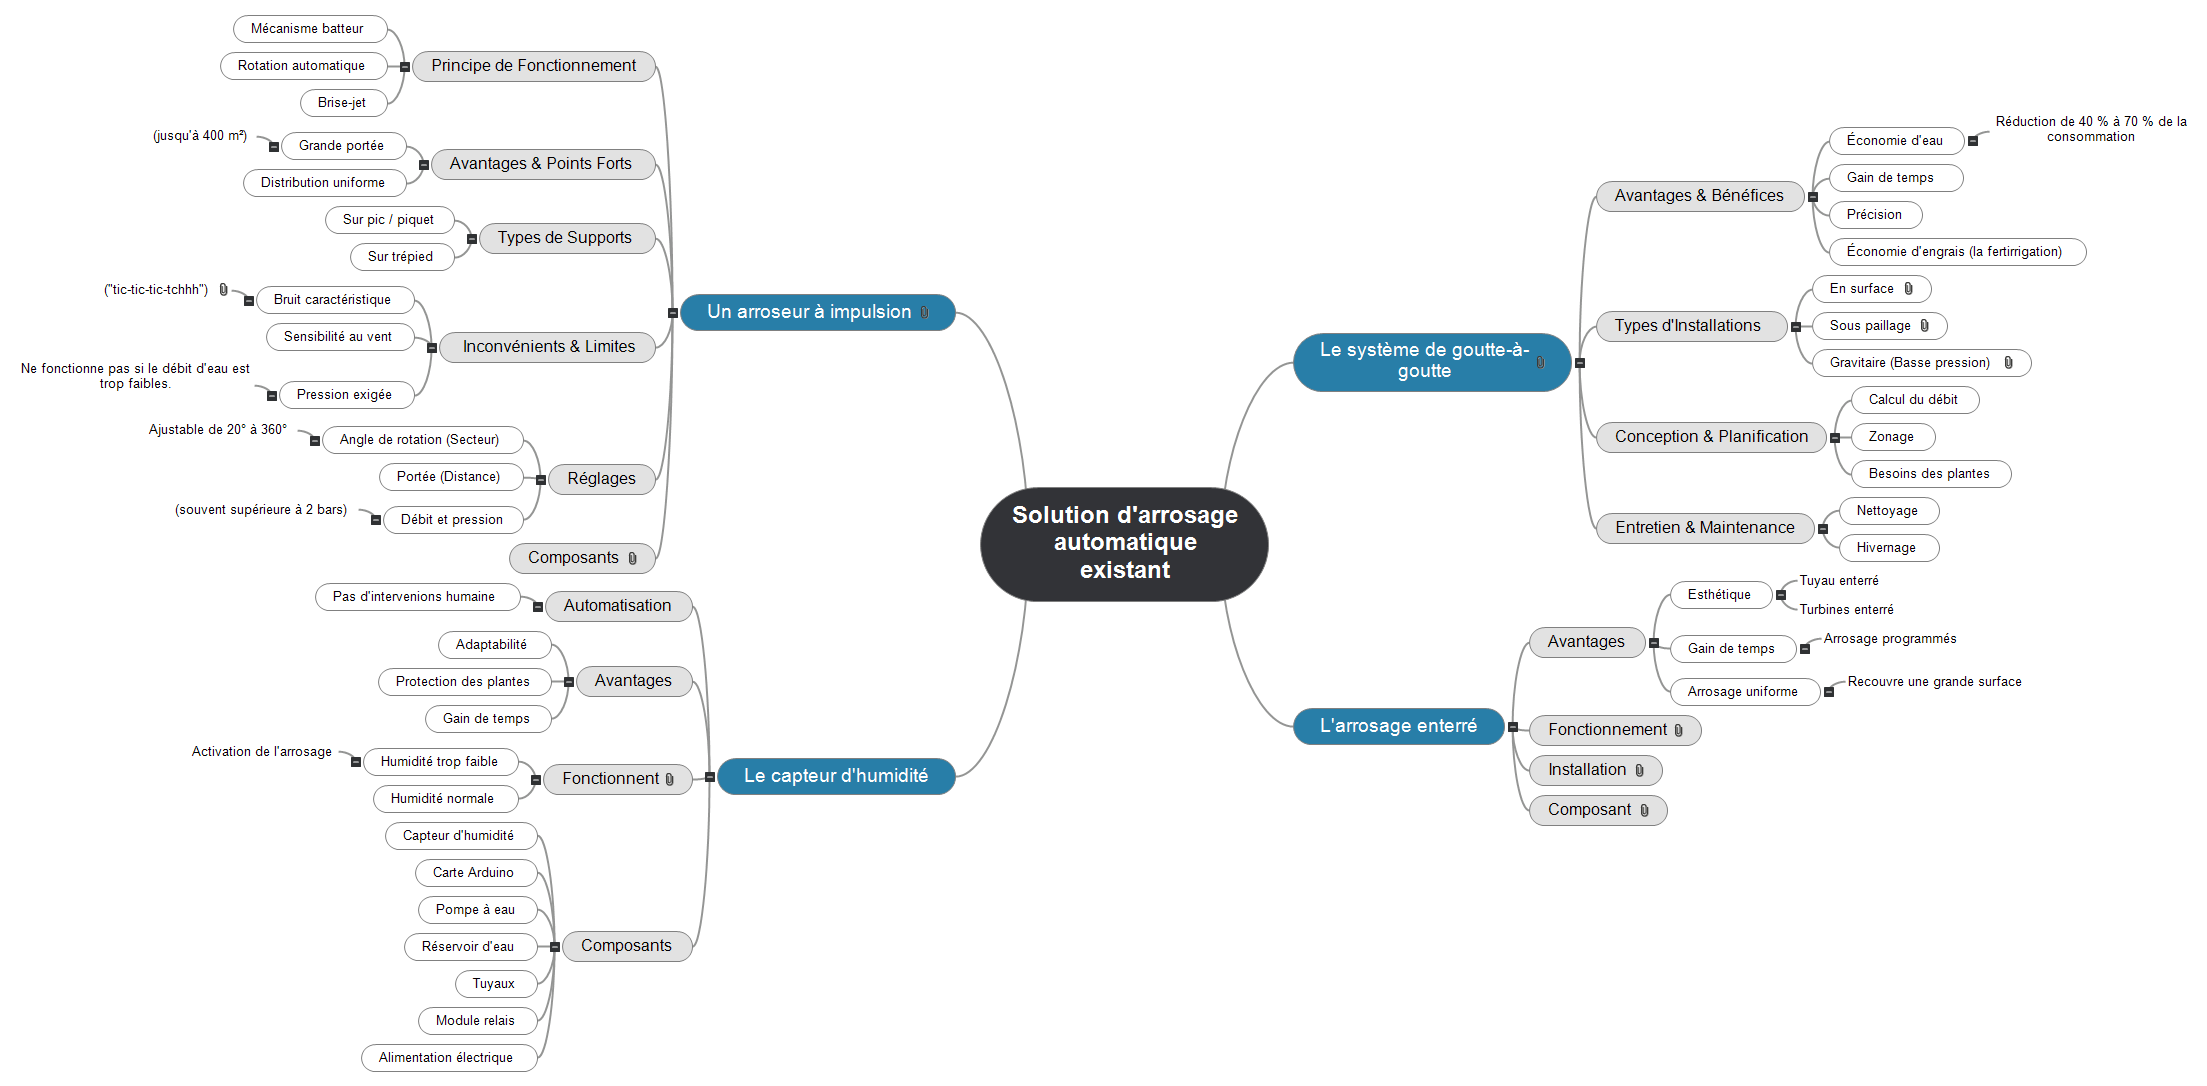 Solution d'arrosage
automatique
existant
Un arroseur à impulsion
Principe de Fonctionnement
Mécanisme batteur
Rotation automatique
Brise-jet
Avantages & Points Forts
Grande portée
(jusqu'à 400 m²)
Distribution uniforme
Types de Supports
Sur pic / piquet
Sur trépied
Inconvénients & Limites
Bruit caractéristique
("tic-tic-tic-tchhh")
Sensibilité au vent
Pression exigée
Ne fonctionne pas si le débit d'eau est
trop faibles.
Réglages
Angle de rotation (Secteur)
Ajustable de 20° à 360°
Portée (Distance)
Débit et pression
(souvent supérieure à 2 bars)
Composants
Le capteur d'humidité
Automatisation
Pas d'intervenions humaine
Avantages
Adaptabilité
Protection des plantes
Gain de temps
Fonctionnent
Humidité trop faible
Activation de l'arrosage
Humidité normale
Composants
Capteur d'humidité
Carte Arduino
Pompe à eau
Réservoir d'eau
Tuyaux
Module relais
Alimentation électrique
Le système de goutte-à-
goutte
Avantages & Bénéfices
Économie d'eau
Réduction de 40 % à 70 % de la
consommation
Gain de temps
Précision
Économie d'engrais (la fertirrigation)
Types d'Installations
En surface
Sous paillage
Gravitaire (Basse pression)
Conception & Planification
Calcul du débit
Zonage
Besoins des plantes
Entretien & Maintenance
Nettoyage
Hivernage
L'arrosage enterré
Avantages
Esthétique
Tuyau enterré
Turbines enterré
Gain de temps
Arrosage programmés
Arrosage uniforme
Recouvre une grande surface
Fonctionnement
Installation
Composant